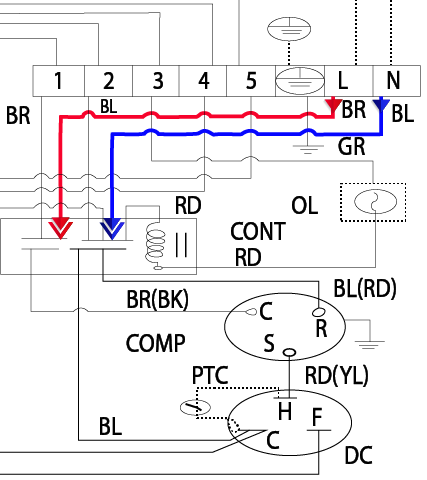 1 2 3 4 5 L N
BR BL BR BL
GR
RD OL
CONT
RD
BR(BK) BL(RD)
C
R
COMP S
PTC RD(YL)
H F
BL C
DC